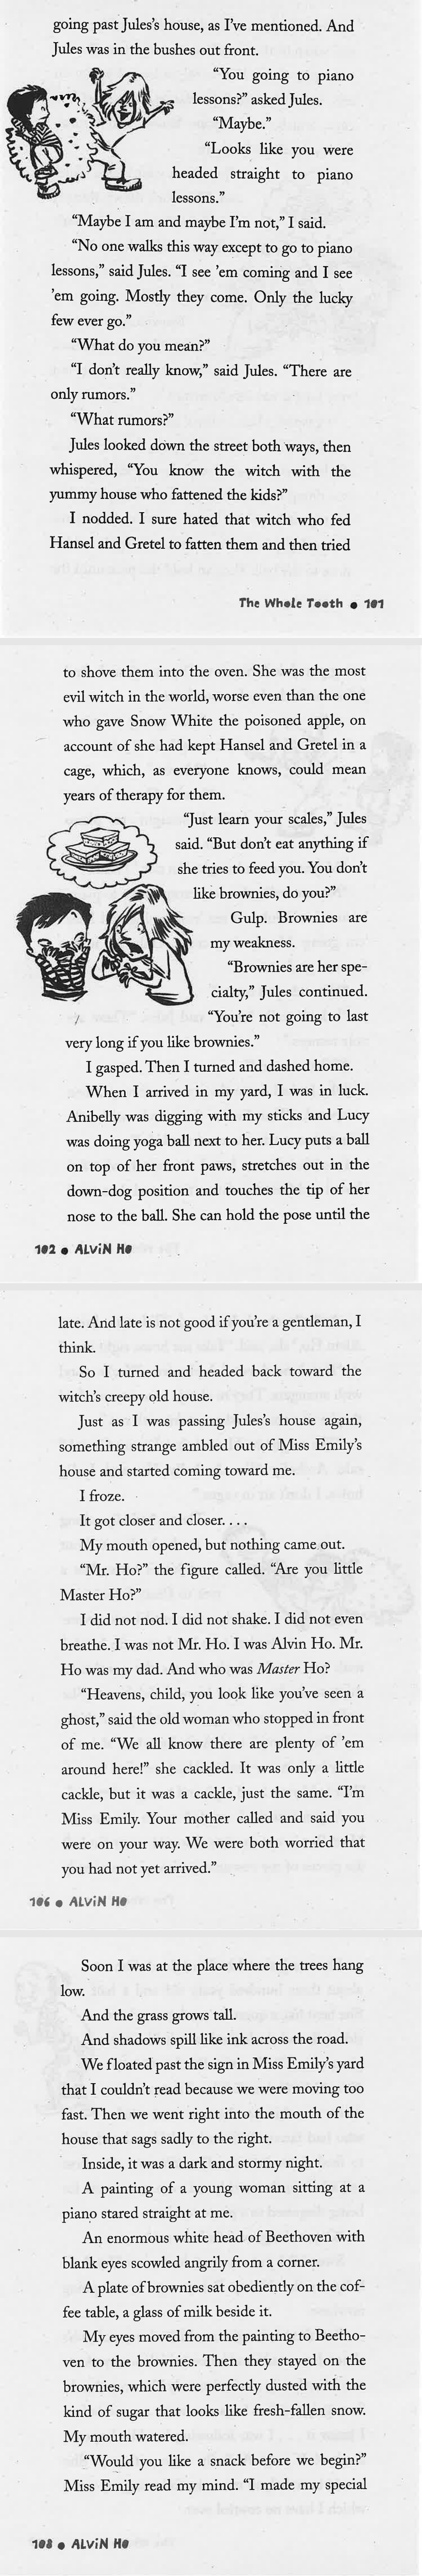 going past Jules's house, as I've mentioned. And
Jules was in the bushes out front.
“You going to piano
lessons?” asked Jules.
“Maybe.”
“Looks like you were
headed straight to piano
lessons.”
“Maybe I am and maybe I'm not,” I said.
“No one walks this way except to go to piano
lessons,” said Jules. “I see 'em coming and I see
'em going. Mostly they come. Only the lucky
few ever go.”
“What do you mean?”
“I don't really know,” said Jules. “There are
only rumors.”
“What rumors?”
Jules looked down the street both ways, then
whispered, “You know the witch with the
yummy house who fattened the kids?”
I nodded. I sure hated that witch who fed
Hansel and Gretel to fatten them and then tried
The Whole Tooth • 101
to shove them into the oven. She was the most
evil witch in the world, worse even than the one
who gave Snow White the poisoned apple, on
account of she had kept Hansel and Gretel in a
cage, which, as everyone knows, could mean
years of therapy for them.
“Just learn your scales,” Jules
said. “But don't eat anything if
she tries to feed you. You don't
like brownies, do you?”
Gulp. Brownies are
my weakness.
“Brownies are her spe-
cialty,” Jules continued.
“You're not going to last
very long if you like brownies.”
I gasped. Then I turned and dashed home.
When I arrived in my yard, I was in luck.
Anibelly was digging with my sticks and Lucy
was doing yoga ball next to her. Lucy puts a ball
on top of her front paws, stretches out in the
down-dog position and touches the tip of her
nose to the ball. She can hold the pose until the
102 • ALViN HO
late. And late is not good if you're a gentleman, I
think.
So I turned and headed back toward the
witch's creepy old house.
Just as I was passing Jules's house again,
something strange ambled out of Miss Emily's
house and started coming toward me.
I froze.
It got closer and closer. . . .
My mouth opened, but nothing came out.
“Mr. Ho?” the figure called. “Are you little
Master Ho?”
I did not nod. I did not shake. I did not even
breathe. I was not Mr. Ho. I was Alvin Ho. Mr.
Ho was my dad. And who was Master Ho?
“Heavens, child, you look like you've seen a
ghost,” said the old woman who stopped in front
of me. “We all know there are plenty of 'em
around here!” she cackled. It was only a little
cackle, but it was a cackle, just the same. “I'm
Miss Emily. Your mother called and said you
were on your way. We were both worried that
you had not yet arrived.”
106 • ALViN HO
Soon I was at the place where the trees hang
low.
And the grass grows tall.
And shadows spill like ink across the road.
We floated past the sign in Miss Emily's yard
that I couldn't read because we were moving too
fast. Then we went right into the mouth of the
house that sags sadly to the right.
Inside, it was a dark and stormy night.
A painting of a young woman sitting at a
piano stared straight at me.
An enormous white head of Beethoven with
blank eyes scowled angrily from a corner.
A plate of brownies sat obediently on the cof-
fee table, a glass of milk beside it.
My eyes moved from the painting to Beetho-
ven to the brownies. Then they stayed on the
brownies, which were perfectly dusted with the
kind of sugar that looks like fresh-fallen snow.
My mouth watered.
“Would you like a snack before we begin?”
Miss Emily read my mind. “I made my special
108 • ALViN HO